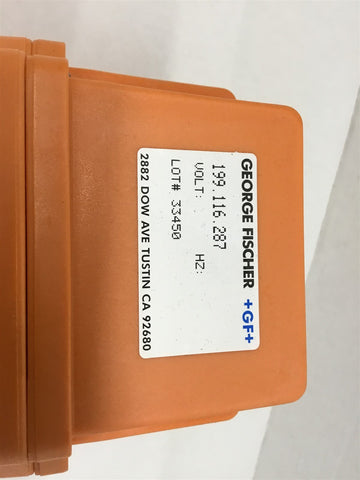 GEORGE FISCHER +GF+
199.116.287
VOLT: HZ:
LOT# 33450
2882 DOW AVE TUSTIN CA 92680